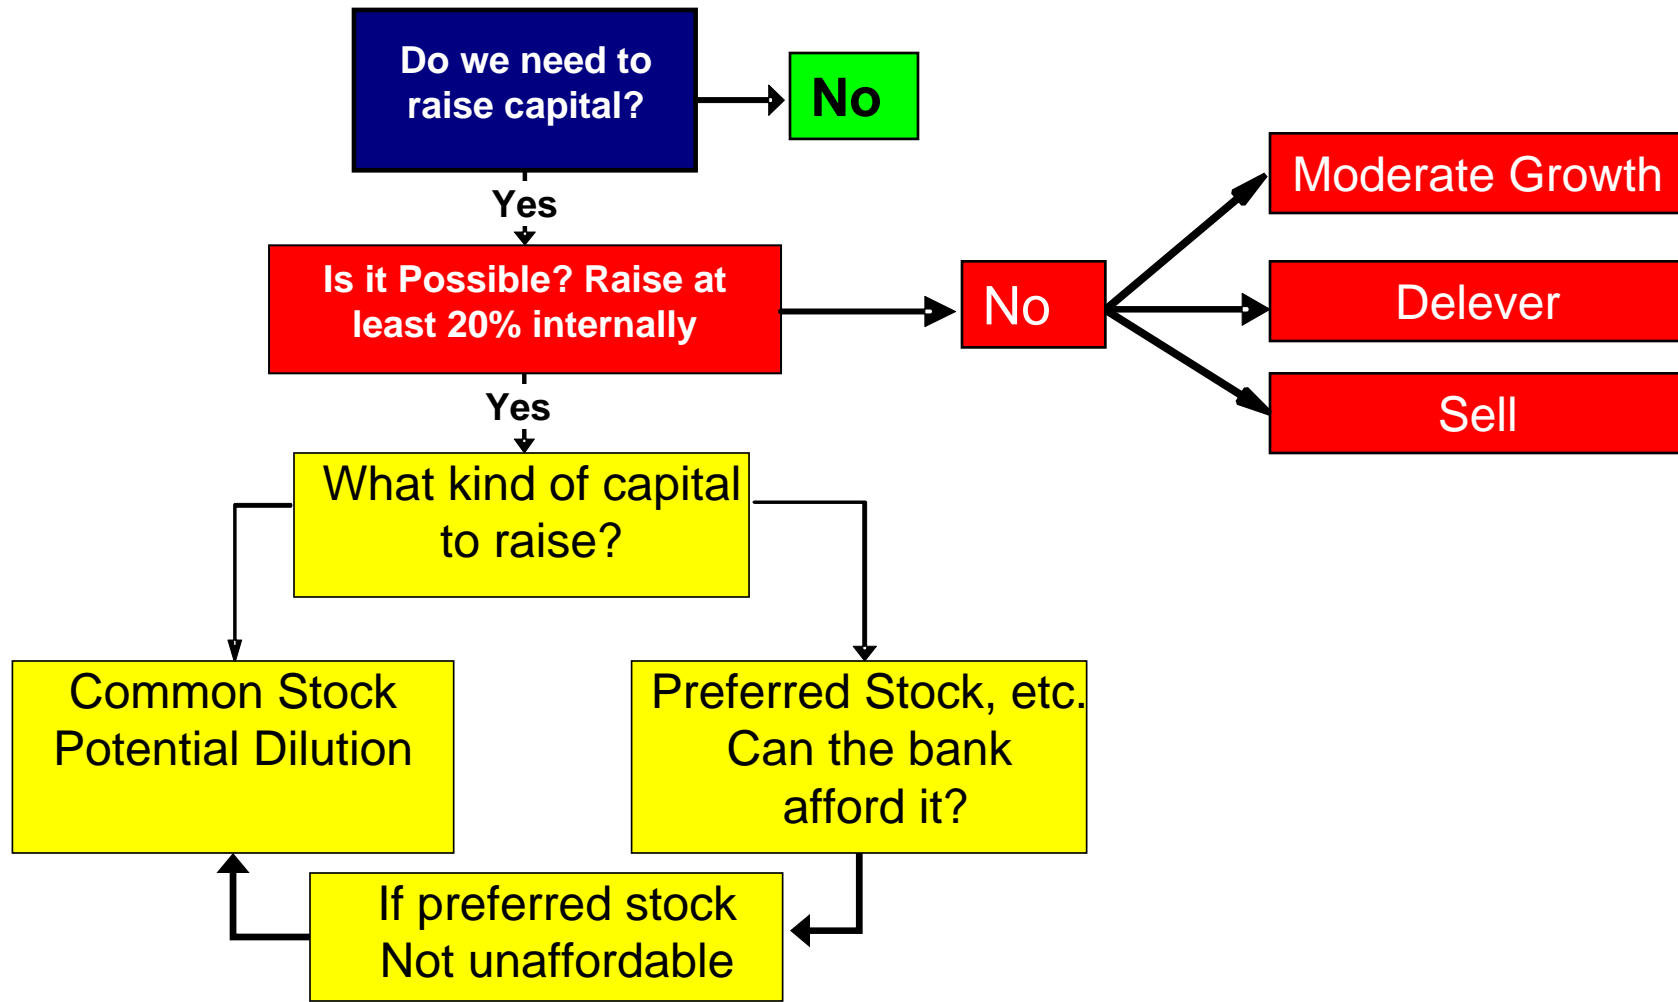 Do we need to
raise capital?
No
Yes
Moderate Growth
Is it Possible? Raise at
least 20% internally
No
Delever
Sell
Yes
What kind of capital
to raise?
Common Stock
Potential Dilution
Preferred Stock, etc.
Can the bank
afford it?
If preferred stock
Not unaffordable